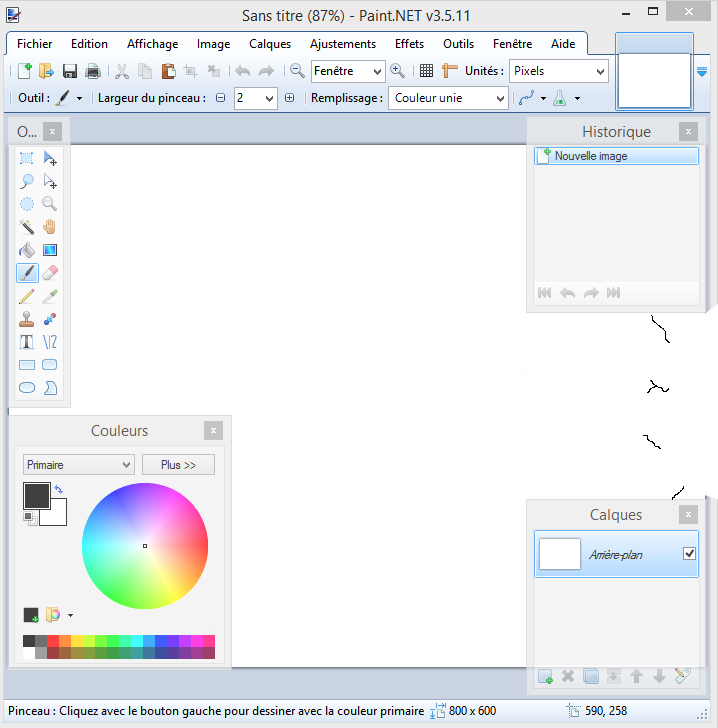 Sans titre (87%) - Paint.NET v3.5.11
Fichier Edition Affichage Image Calques Ajustements Effets Outils Fenêtre Aide
Fenêtre Unités : Pixels
Outil : Largeur du pinceau : 2 Remplissage : Couleur unie
O...
Historique
Nouvelle image
Couleurs
Primaire Plus >>
Calques
Arrière-plan
Pinceau : Cliquez avec le bouton gauche pour dessiner avec la couleur primaire 800 x 600 590, 258